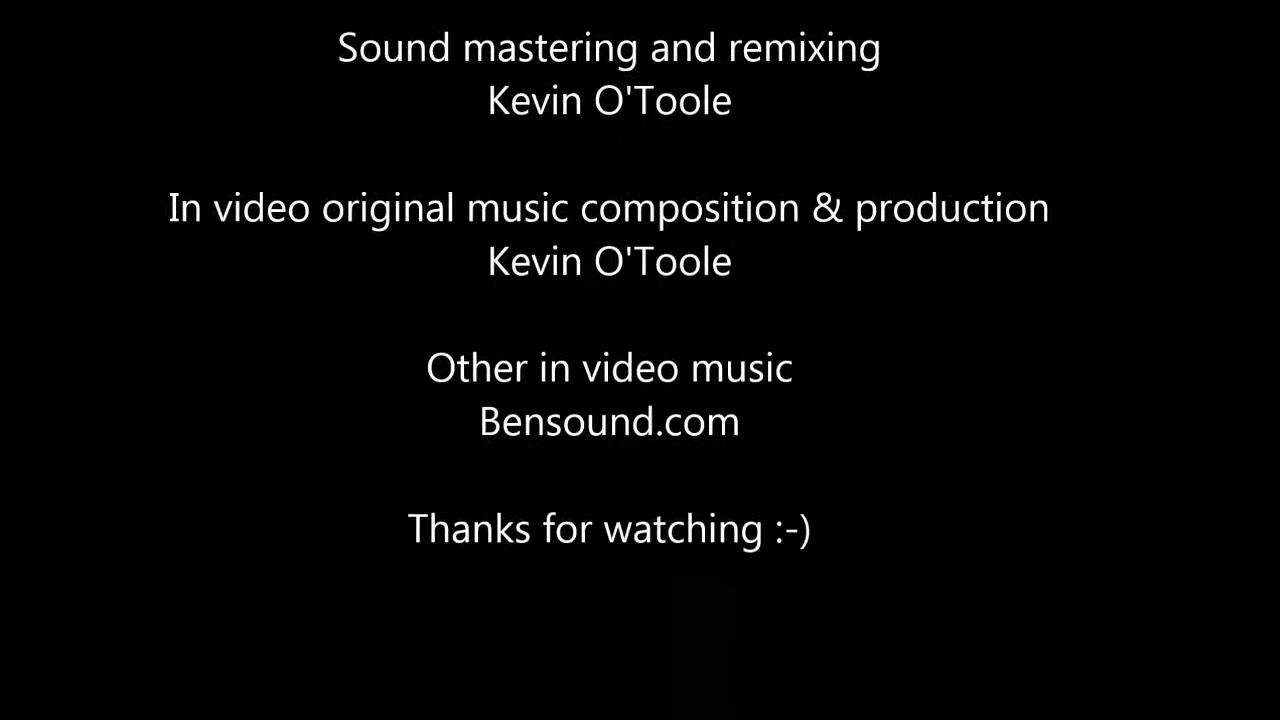 Sound mastering and remixing
Kevin O'Toole
In video original music composition & production
Kevin O'Toole
Other in video music
Bensound.com
Thanks for watching :-)